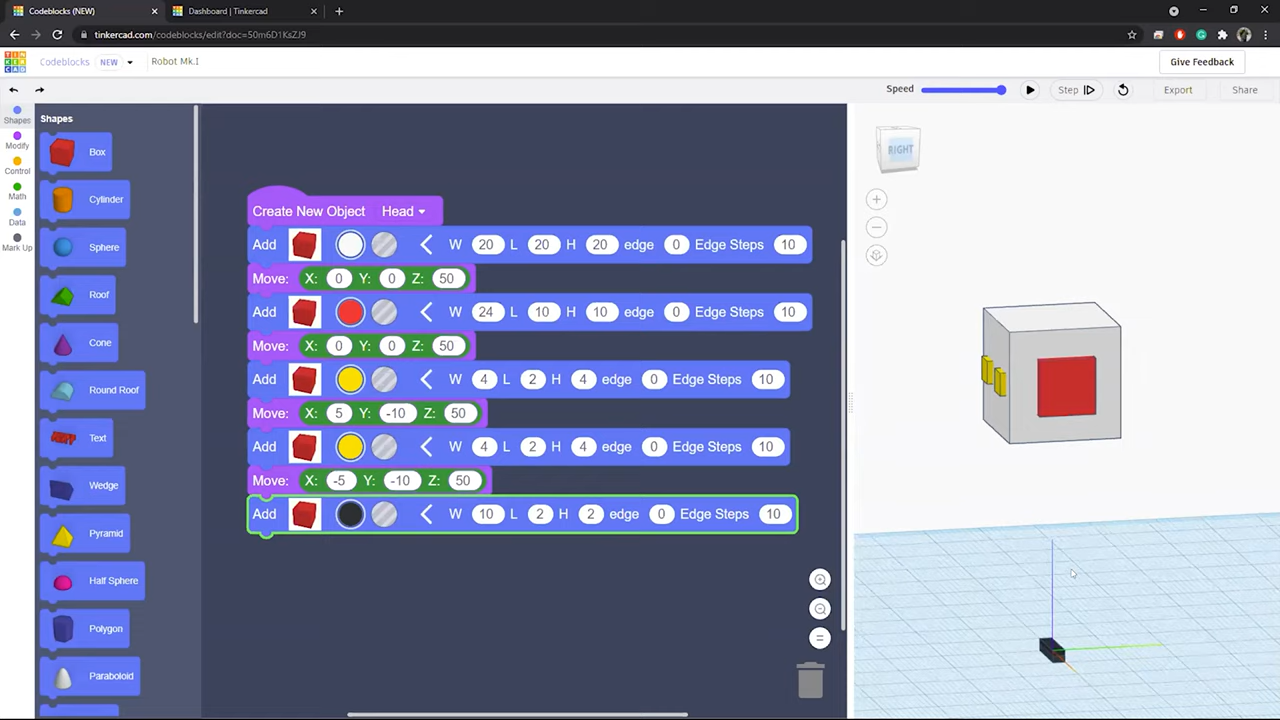 Codeblocks (NEW)
Dashboard | Tinkercad
tinkercad.com/codeblocks/edit?doc=50m6D1KsZJ9
TIN
KER
CAD
Codeblocks NEW Robot Mk.I
Give Feedback
Speed Step Export Share
Shapes
Modify
Control
Math
Data
Mark Up
Shapes
Box
Cylinder
Sphere
Roof
Cone
Round Roof
Text
Wedge
Pyramid
Half Sphere
Polygon
Paraboloid
Create New Object Head
Add W 20 L 20 H 20 edge 0 Edge Steps 10
Move: X: 0 Y: 0 Z: 50
Add W 24 L 10 H 10 edge 0 Edge Steps 10
Move: X: 0 Y: 0 Z: 50
Add W 4 L 2 H 4 edge 0 Edge Steps 10
Move: X: 5 Y: -10 Z: 50
Add W 4 L 2 H 4 edge 0 Edge Steps 10
Move: X: -5 Y: -10 Z: 50
Add W 10 L 2 H 2 edge 0 Edge Steps 10
RIGHT